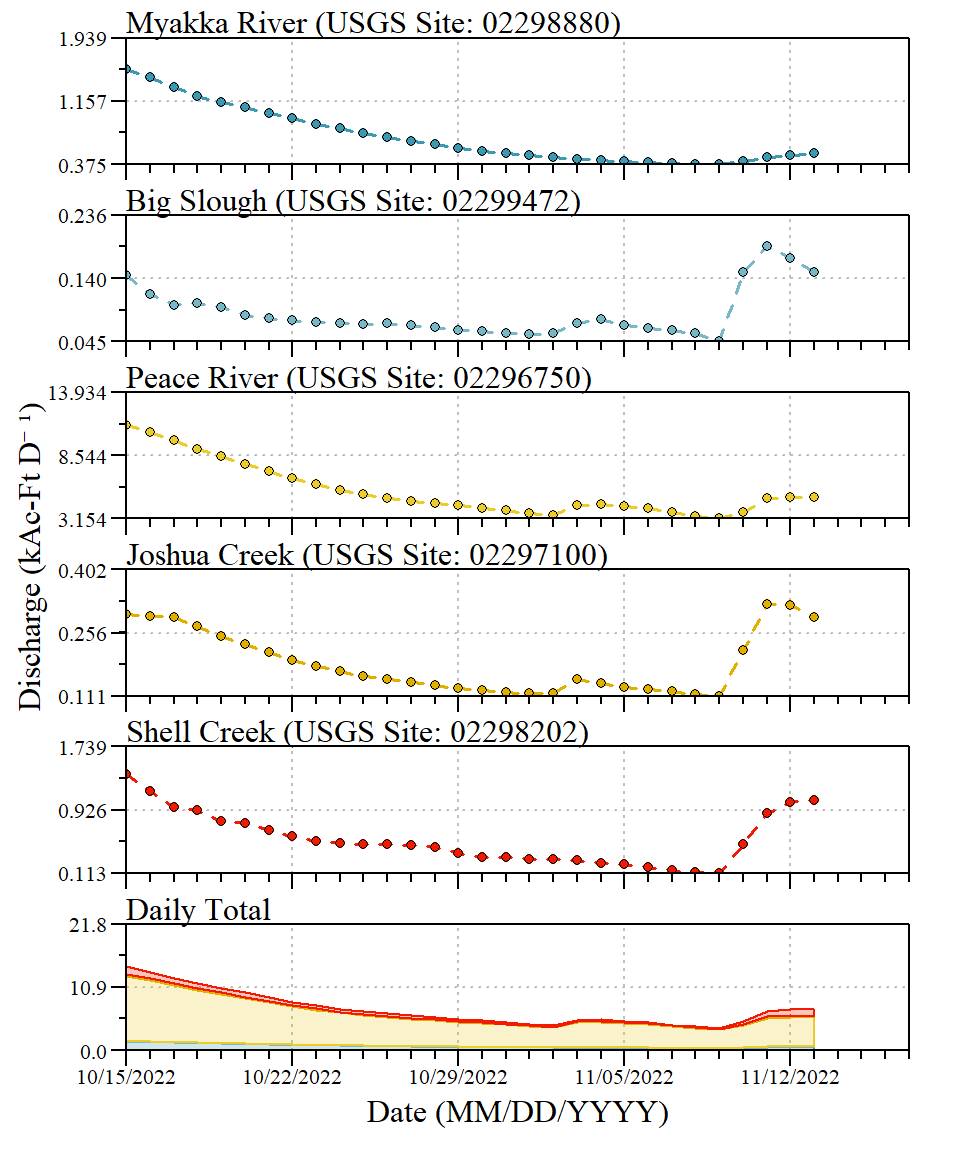 Myakka River (USGS Site: 02298880)
1.939
1.157
0.375
Big Slough (USGS Site: 02299472)
0.236
0.140
0.045
Peace River (USGS Site: 02296750)
13.934
8.544
3.154
Joshua Creek (USGS Site: 02297100)
0.402
0.256
0.111
Shell Creek (USGS Site: 02298202)
1.739
0.926
0.113
Daily Total
21.8
10.9
0.0
10/15/2022 10/22/2022 10/29/2022 11/05/2022 11/12/2022
Date (MM/DD/YYYY)
Discharge (kAc-Ft D⁻¹)